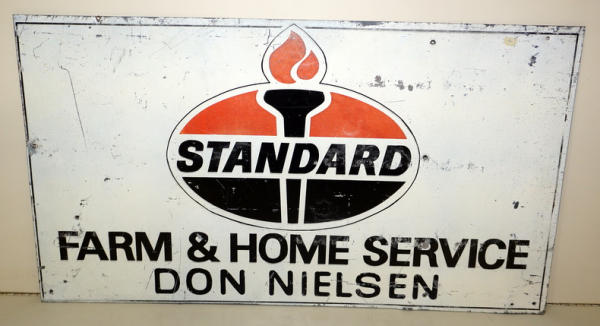 STANDARD
FARM & HOME SERVICE
DON NIELSEN